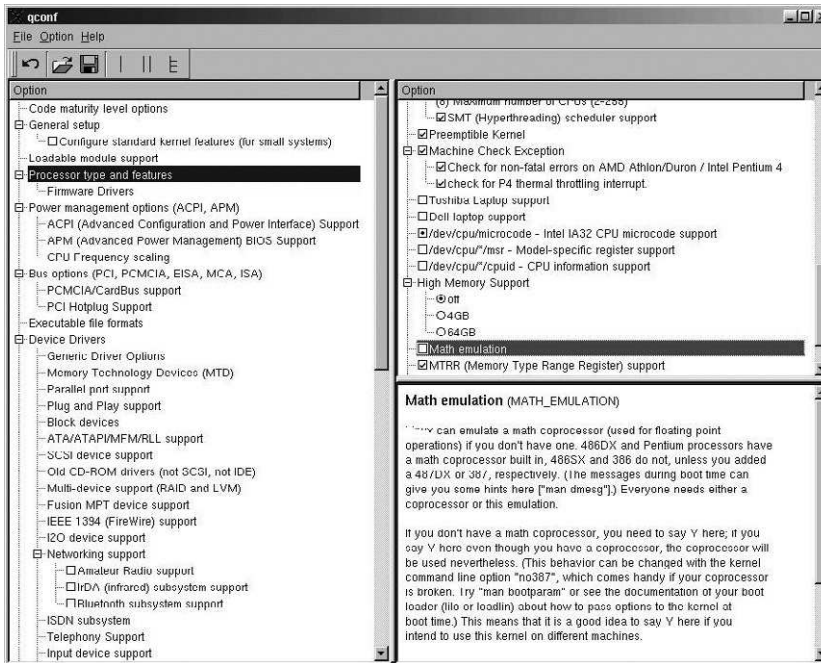 qconf
File Option Help
Option
Code maturity level options
General setup
Configure standard kernel features (for small systems)
Loadable module support
Processor type and features
Firmware Drivers
Power management options (ACPI, APM)
ACPI (Advanced Configuration and Power Interface) Support
APM (Advanced Power Management) BIOS Support
CPU Frequency scaling
Bus options (PCI, PCMCIA, EISA, MCA, ISA)
PCMCIA/CardBus support
PCI Hotplug Support
Executable file formats
Device Drivers
Generic Driver Options
Memory Technology Devices (MTD)
Parallel port support
Plug and Play support
Block devices
ATA/ATAPI/MFM/RLL support
SCSI device support
Old CD-ROM drivers (not SCSI, not IDE)
Multi-device support (RAID and LVM)
Fusion MPT device support
IEEE 1394 (FireWire) support
I2O device support
Networking support
Amateur Radio support
IrDA (infrared) subsystem support
Bluetooth subsystem support
ISDN subsystem
Telephony Support
Input device support
Option
(8) Maximum number of CPUs (2-255)
SMT (Hyperthreading) scheduler support
Preemptible Kernel
Machine Check Exception
Check for non-fatal errors on AMD Athlon/Duron / Intel Pentium 4
check for P4 thermal throttling interrupt.
Toshiba Laptop support
Dell laptop support
/dev/cpu/microcode - Intel IA32 CPU microcode support
/dev/cpu/*/msr - Model-specific register support
/dev/cpu/*/cpuid - CPU information support
High Memory Support
off
4GB
64GB
Math emulation
MTRR (Memory Type Range Register) support
Math emulation (MATH_EMULATION)
can emulate a math coprocessor (used for floating point
operations) if you don't have one. 486DX and Pentium processors have
a math coprocessor built in, 486SX and 386 do not, unless you added
a 487DX or 387, respectively. (The messages during boot time can
give you some hints here ["man dmesg"].) Everyone needs either a
coprocessor or this emulation.
If you don't have a math coprocessor, you need to say Y here; if you
say Y here even though you have a coprocessor, the coprocessor will
be used nevertheless. (This behavior can be changed with the kernel
command line option "no387", which comes handy if your coprocessor
is broken. Try "man bootparam" or see the documentation of your boot
loader (lilo or loadlin) about how to pass options to the kernel at
boot time.) This means that it is a good idea to say Y here if you
intend to use this kernel on different machines.